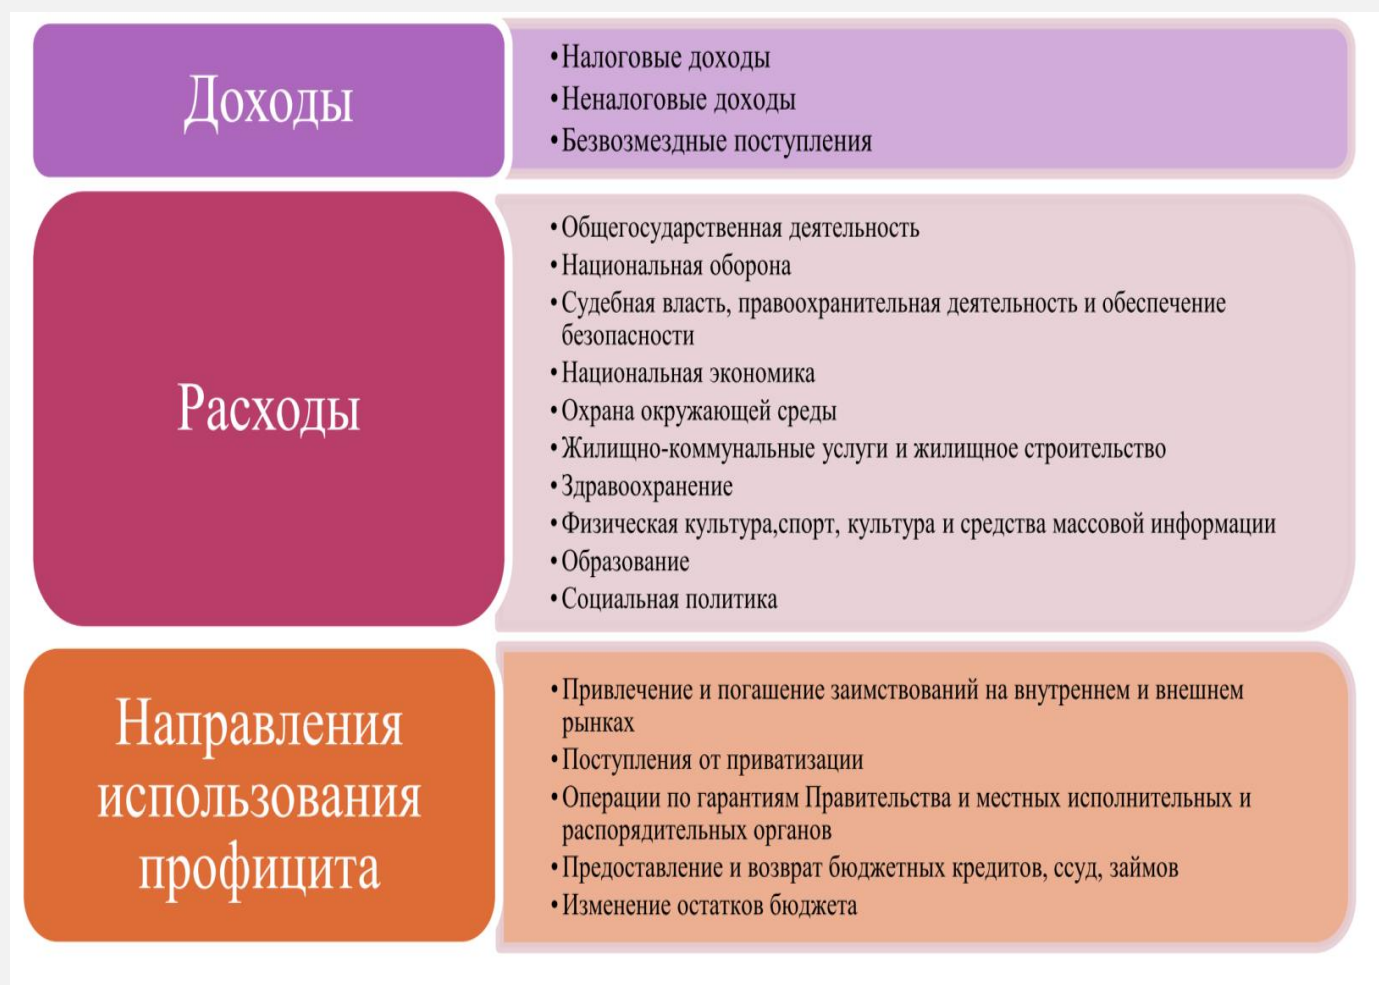 Доходы
•Налоговые доходы
•Неналоговые доходы
•Безвозмездные поступления
Расходы
•Общегосударственная деятельность
•Национальная оборона
•Судебная власть, правоохранительная деятельность и обеспечение
безопасности
•Национальная экономика
•Охрана окружающей среды
•Жилищно-коммунальные услуги и жилищное строительство
•Здравоохранение
•Физическая культура,спорт, культура и средства массовой информации
•Образование
•Социальная политика
Направления
использования
профицита
•Привлечение и погашение заимствований на внутреннем и внешнем
рынках
•Поступления от приватизации
•Операции по гарантиям Правительства и местных исполнительных и
распорядительных органов
•Предоставление и возврат бюджетных кредитов, ссуд, займов
•Изменение остатков бюджета